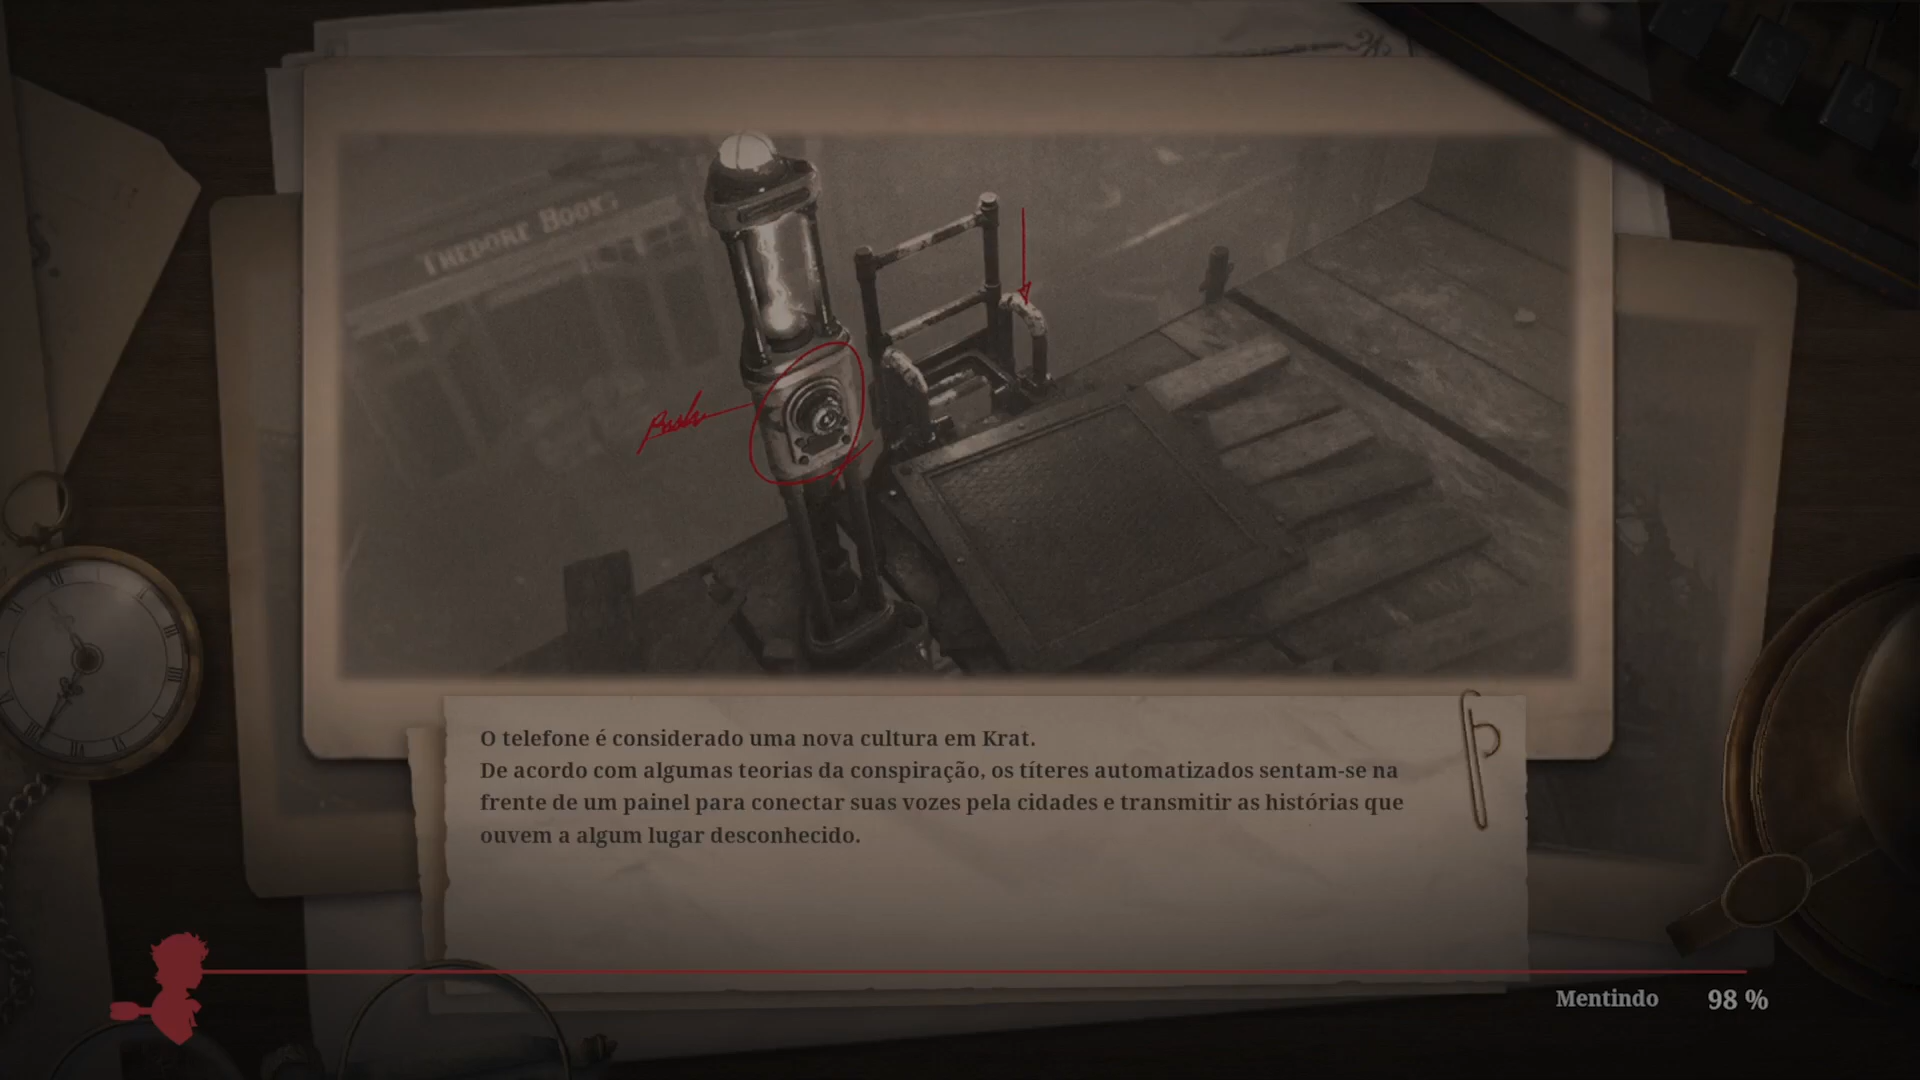 O telefone é considerado uma nova cultura em Krat.
De acordo com algumas teorias da conspiração, os títeres automatizados sentam-se na
frente de um painel para conectar suas vozes pela cidades e transmitir as histórias que
ouvem a algum lugar desconhecido.
Mentindo 98 %